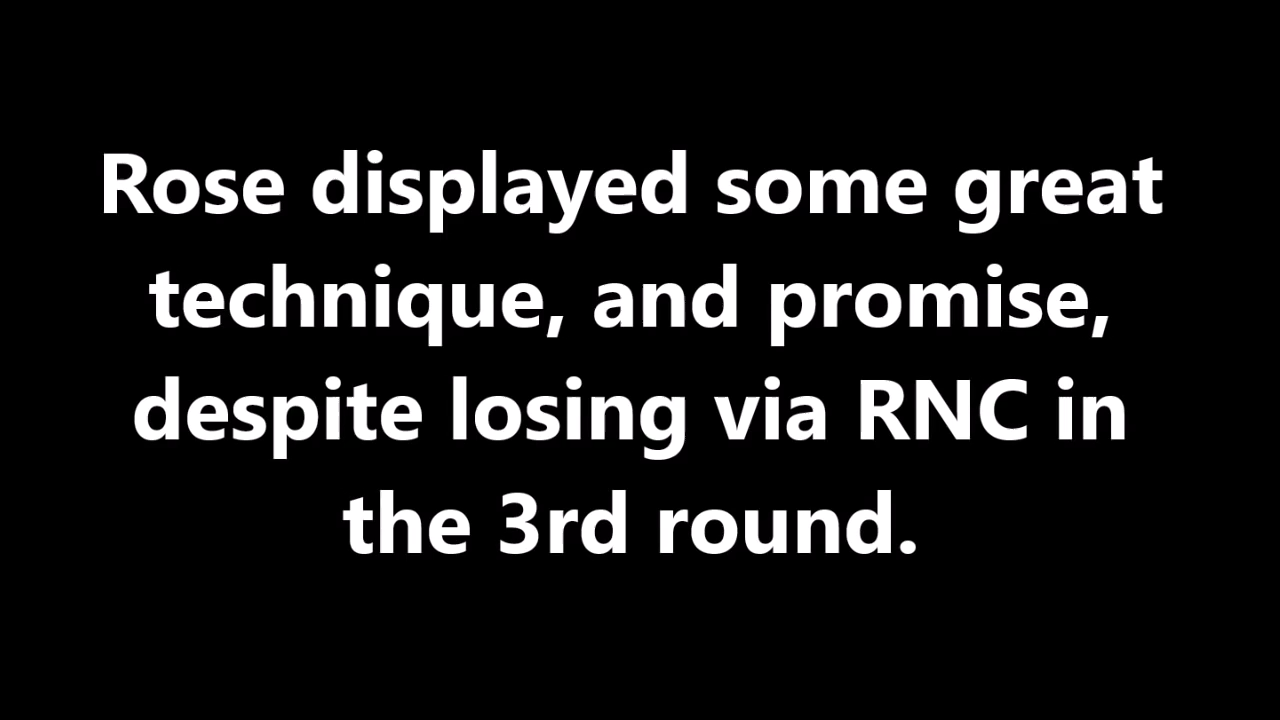 Rose displayed some great
technique, and promise,
despite losing via RNC in
the 3rd round.